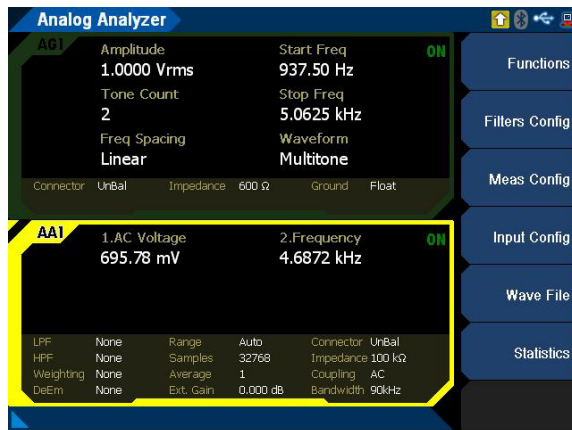 Analog Analyzer
AG1
ON
Amplitude Start Freq
1.0000 Vrms 937.50 Hz
Tone Count Stop Freq
2 5.0625 kHz
Freq Spacing Waveform
Linear Multitone
Connector UnBal Impedance 600 Ω Ground Float
AA1
ON
1.AC Voltage 2.Frequency
695.78 mV 4.6872 kHz
LPF None Range Auto Connector UnBal
HPF None Samples 32768 Impedance 100 kΩ
Weighting None Average 1 Coupling AC
DeEm None Ext. Gain 0.000 dB Bandwidth 90kHz
Functions
Filters Config
Meas Config
Input Config
Wave File
Statistics